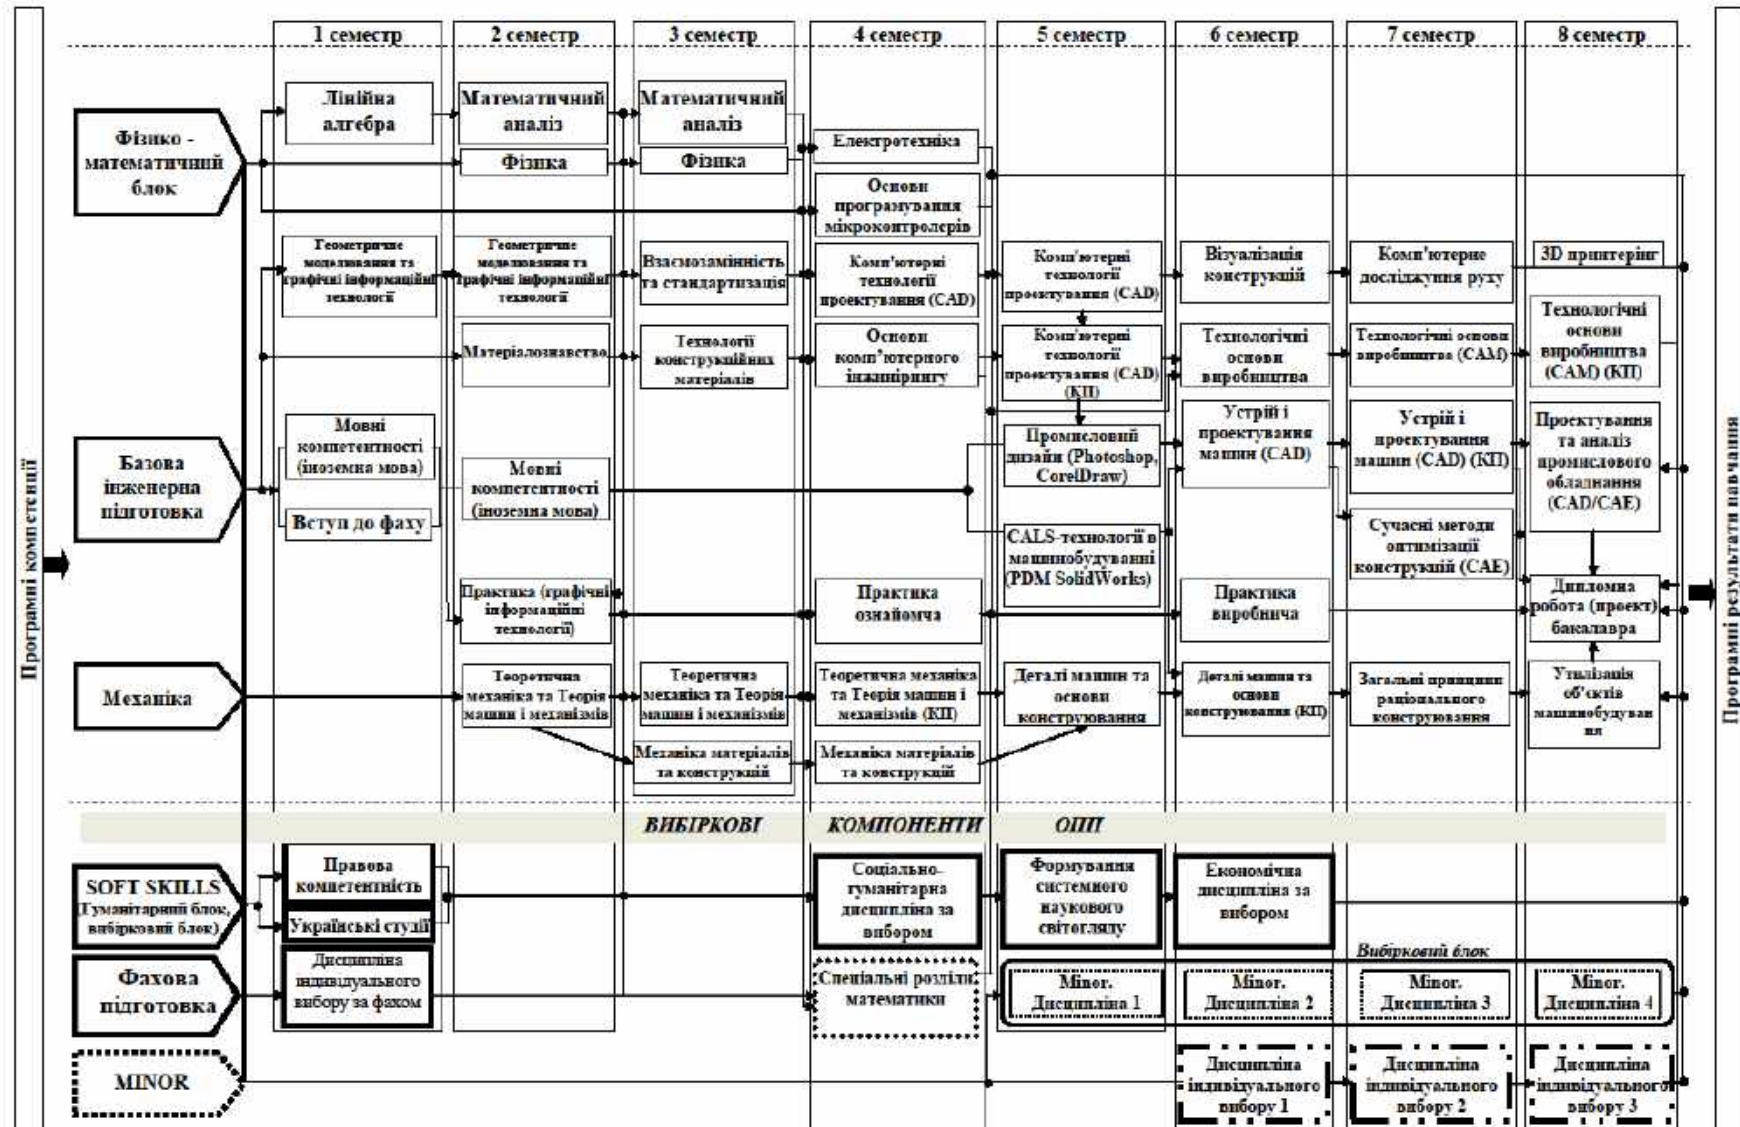 1 семестр
2 семестр
3 семестр
4 семестр
5 семестр
6 семестр
7 семестр
8 семестр
Програмні компетенції
Фізико -
математичний
блок
Лінійна
алгебра
Математичний
аналіз
Математичний
аналіз
Фізика
Фізика
Електротехніка
Основи
програмування
мікроконтролерів
Базова
інженерна
підготовка
Геометричне
моделювання та
графічні інформаційні
технології
Геометричне
моделювання та
графічні інформаційні
технології
Взаємозамінність
та стандартизація
Комп'ютерні
технології
проектування (CAD)
Комп'ютерні
технології
проектування (CAD)
Візуалізація
конструкцій
Комп'ютерне
дослідження руху
3D принтерінг
Матеріалознавство
Технології
конструкційних
матеріалів
Основи
комп'ютерного
інжинірингу
Комп'ютерні
технології
проектування (CAD)
(КП)
Технологічні
основи
виробництва
Технологічні основи
виробництва (CAM)
Технологічні
основи
виробництва
(CAM) (КП)
Мовні
компетентності
(іноземна мова)
Вступ до фаху
Мовні
компетентності
(іноземна мова)
Промисловий
дизайн (Photoshop,
CorelDraw)
Устрій і
проектування
машин (CAD)
Устрій і
проектування
машин (CAD) (КП)
Проектування
та аналіз
промислового
обладнання
(CAD/CAE)
CALS-технології в
машинобудуванні
(PDM SolidWorks)
Сучасні методи
оптимізації
конструкцій (CAE)
Практика (графічні
інформаційні
технології)
Практика
ознайомча
Практика
виробнича
Дипломна
робота (проект)
бакалавра
Механіка
Теоретична
механіка та Теорія
машин і механізмів
Теоретична
механіка та Теорія
машин і механізмів
Теоретична механіка
та Теорія машин і
механізмів (КП)
Деталі машин та
основи
конструювання
Деталі машин та
основи
конструювання (КП)
Загальні принципи
раціонального
конструювання
Утилізація
об'єктів
машинобудуван
ня
Механіка матеріалів
та конструкцій
Механіка матеріалів
та конструкцій
ВИБІРКОВІ КОМПОНЕНТИ ОПП
SOFT SKILLS
(Гуманітарний блок,
вибірковий блок)
Правова
компетентність
Українські студії
Соціально-
гуманітарна
дисципліна за
вибором
Формування
системного
наукового
світогляду
Економічна
дисципліна за
вибором
Вибірковий блок
Фахова
підготовка
Дисципліна
індивідуального
вибору за фахом
Спеціальні розділи
математики
Minor.
Дисципліна 1
Minor.
Дисципліна 2
Minor.
Дисципліна 3
Minor.
Дисципліна 4
MINOR
Дисципліна
індивідуального
вибору 1
Дисципліна
індивідуального
вибору 2
Дисципліна
індивідуального
вибору 3
Програмні результати навчання